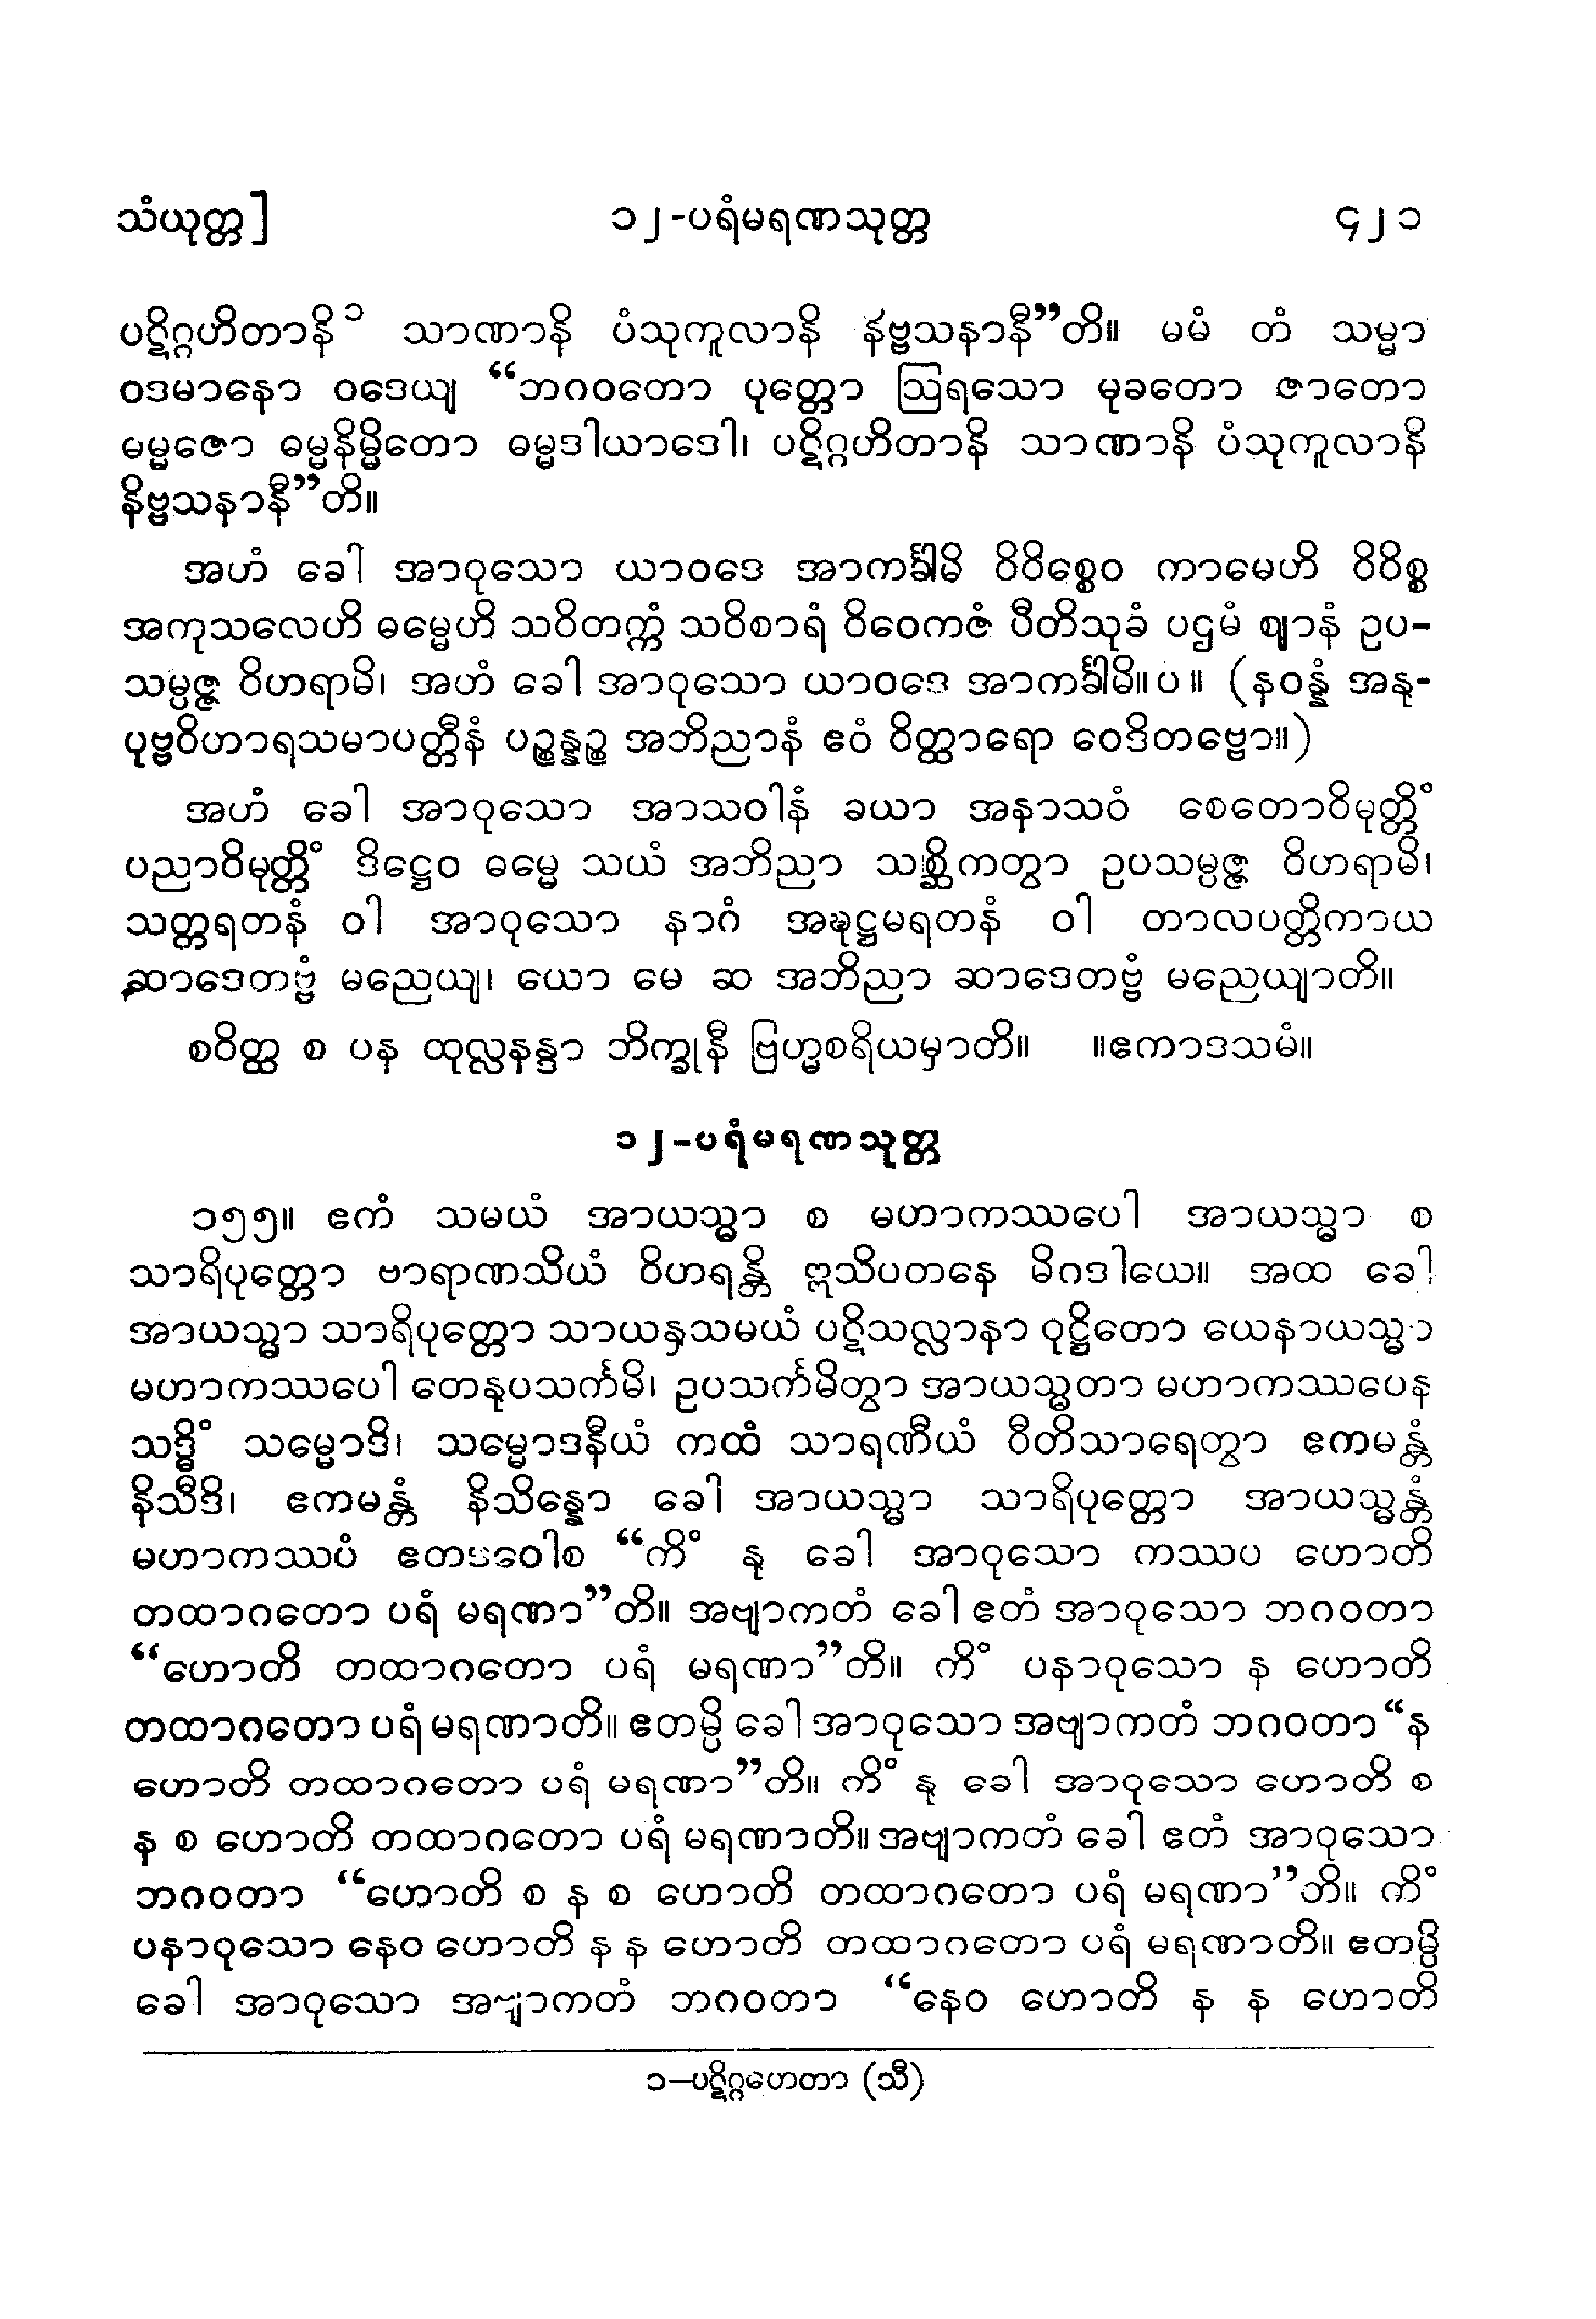 သံယုတ္တ]
၁၂-ပရံမရဏသုတ္တ
၄၂၁
ပဋိဂ္ဂဟိတာနိ ၁ သာဏာနိ ပံသုကူလာနိ နိဗ္ဗသနာနီ”တိ။ မမံ တံ သမ္မာ
ဝဒမာနော ဝဒေယျ “ဘဂဝတော ပုတ္တော ဩရသော မုခတော ဇာတော
ဓမ္မဇော ဓမ္မနိမ္မိတော ဓမ္မဒါယာဒေါ၊ ပဋိဂ္ဂဟိတာနိ သာဏာနိ ပံသုကူလာနိ
နိဗ္ဗသနာနီ”တိ။
အဟံ ခေါ အာဝုသော ယာဝဒေ အာကင်္ခါမိ ဝိဝိစ္စေဝ ကာမေဟိ ဝိဝိစ္စ
အကုသလေဟိ ဓမ္မေဟိ သဝိတက္ကံ သဝိစာရံ ဝိဝေကဇံ ပီတိသုခံ ပဌမံ ဈာနံ ဥပ-
သမ္ပဇ္ဇ ဝိဟရာမိ၊ အဟံ ခေါ အာဝုသော ယာဝဒေ အာကင်္ခါမိ။ပ။ (နဝန္နံ အနု-
ပုဗ္ဗဝိဟာရသမာပတ္တီနံ ပဉ္စန္နဉ္စ အဘိညာနံ ဧဝံ ဝိတ္ထာရော ဝေဒိတဗ္ဗော။)
အဟံ ခေါ အာဝုသော အာသဝါနံ ခယာ အနာသဝံ စေတောဝိမုတ္တိံ
ပညာဝိမုတ္တိံ ဒိဋ္ဌေဝ ဓမ္မေ သယံ အဘိညာ သစ္ဆိကတွာ ဥပသမ္ပဇ္ဇ ဝိဟရာမိ၊
သတ္တရတနံ ဝါ အာဝုသော နာဂံ အဍ္ဎဋ္ဌမရတနံ ဝါ တာလပတ္တိကာယ
ဆာဒေတဗ္ဗံ မညေယျ၊ ယော မေ ဆ အဘိညာ ဆာဒေတဗ္ဗံ မညေယျာတိ။
စဝိတ္ထ စ ပန ထုလ္လနန္ဒာ ဘိက္ခုနီ ဗြဟ္မစရိယမှာတိ။ ။ဧကာဒသမံ။
၁၂-ပရံမရဏသုတ္တ
၁၅၅။ ဧကံ သမယံ အာယသ္မာ စ မဟာကဿပေါ အာယသ္မာ စ
သာရိပုတ္တော ဗာရာဏသိယံ ဝိဟရန္တိ ဣသိပတနေ မိဂဒါယေ။ အထ ခေါ
အာယသ္မာ သာရိပုတ္တော သာယနှသမယံ ပဋိသလ္လာနာ ဝုဋ္ဌိတော ယေနာယသ္မာ
မဟာကဿပေါ တေနုပသင်္ကမိ၊ ဥပသင်္ကမိတွာ အာယသ္မတာ မဟာကဿပေန
သဒ္ဓိံ သမ္မောဒိ၊ သမ္မောဒနီယံ ကထံ သာရဏီယံ ဝီတိသာရေတွာ ဧကမန္တံ
နိသီဒိ၊ ဧကမန္တံ နိသိန္နော ခေါ အာယသ္မာ သာရိပုတ္တော အာယသ္မန္တံ
မဟာကဿပံ ဧတဒဝေါစ “ကိံ နု ခေါ အာဝုသော ကဿပ ဟောတိ
တထာဂတော ပရံ မရဏာ”တိ။ အဗျာကတံ ခေါ ဧတံ အာဝုသော ဘဂဝတာ
“ဟောတိ တထာဂတော ပရံ မရဏာ”တိ။ ကိံ ပနာဝုသော န ဟောတိ
တထာဂတော ပရံ မရဏာတိ။ ဧတမ္ပိ ခေါ အာဝုသော အဗျာကတံ ဘဂဝတာ “န
ဟောတိ တထာဂတော ပရံ မရဏာ”တိ။ ကိံ နု ခေါ အာဝုသော ဟောတိ စ
န စ ဟောတိ တထာဂတော ပရံ မရဏာတိ။ အဗျာကတံ ခေါ ဧတံ အာဝုသော
ဘဂဝတာ “ဟောတိ စ န စ ဟောတိ တထာဂတော ပရံ မရဏာ”တိ။ ကိံ
ပနာဝုသော နေဝ ဟောတိ န န ဟောတိ တထာဂတော ပရံ မရဏာတိ။ ဧတမ္ပိ
ခေါ အာဝုသော အဗျာကတံ ဘဂဝတာ “နေဝ ဟောတိ န န ဟောတိ
၁—ပဋိဂ္ဂဟေတာ (သီ)